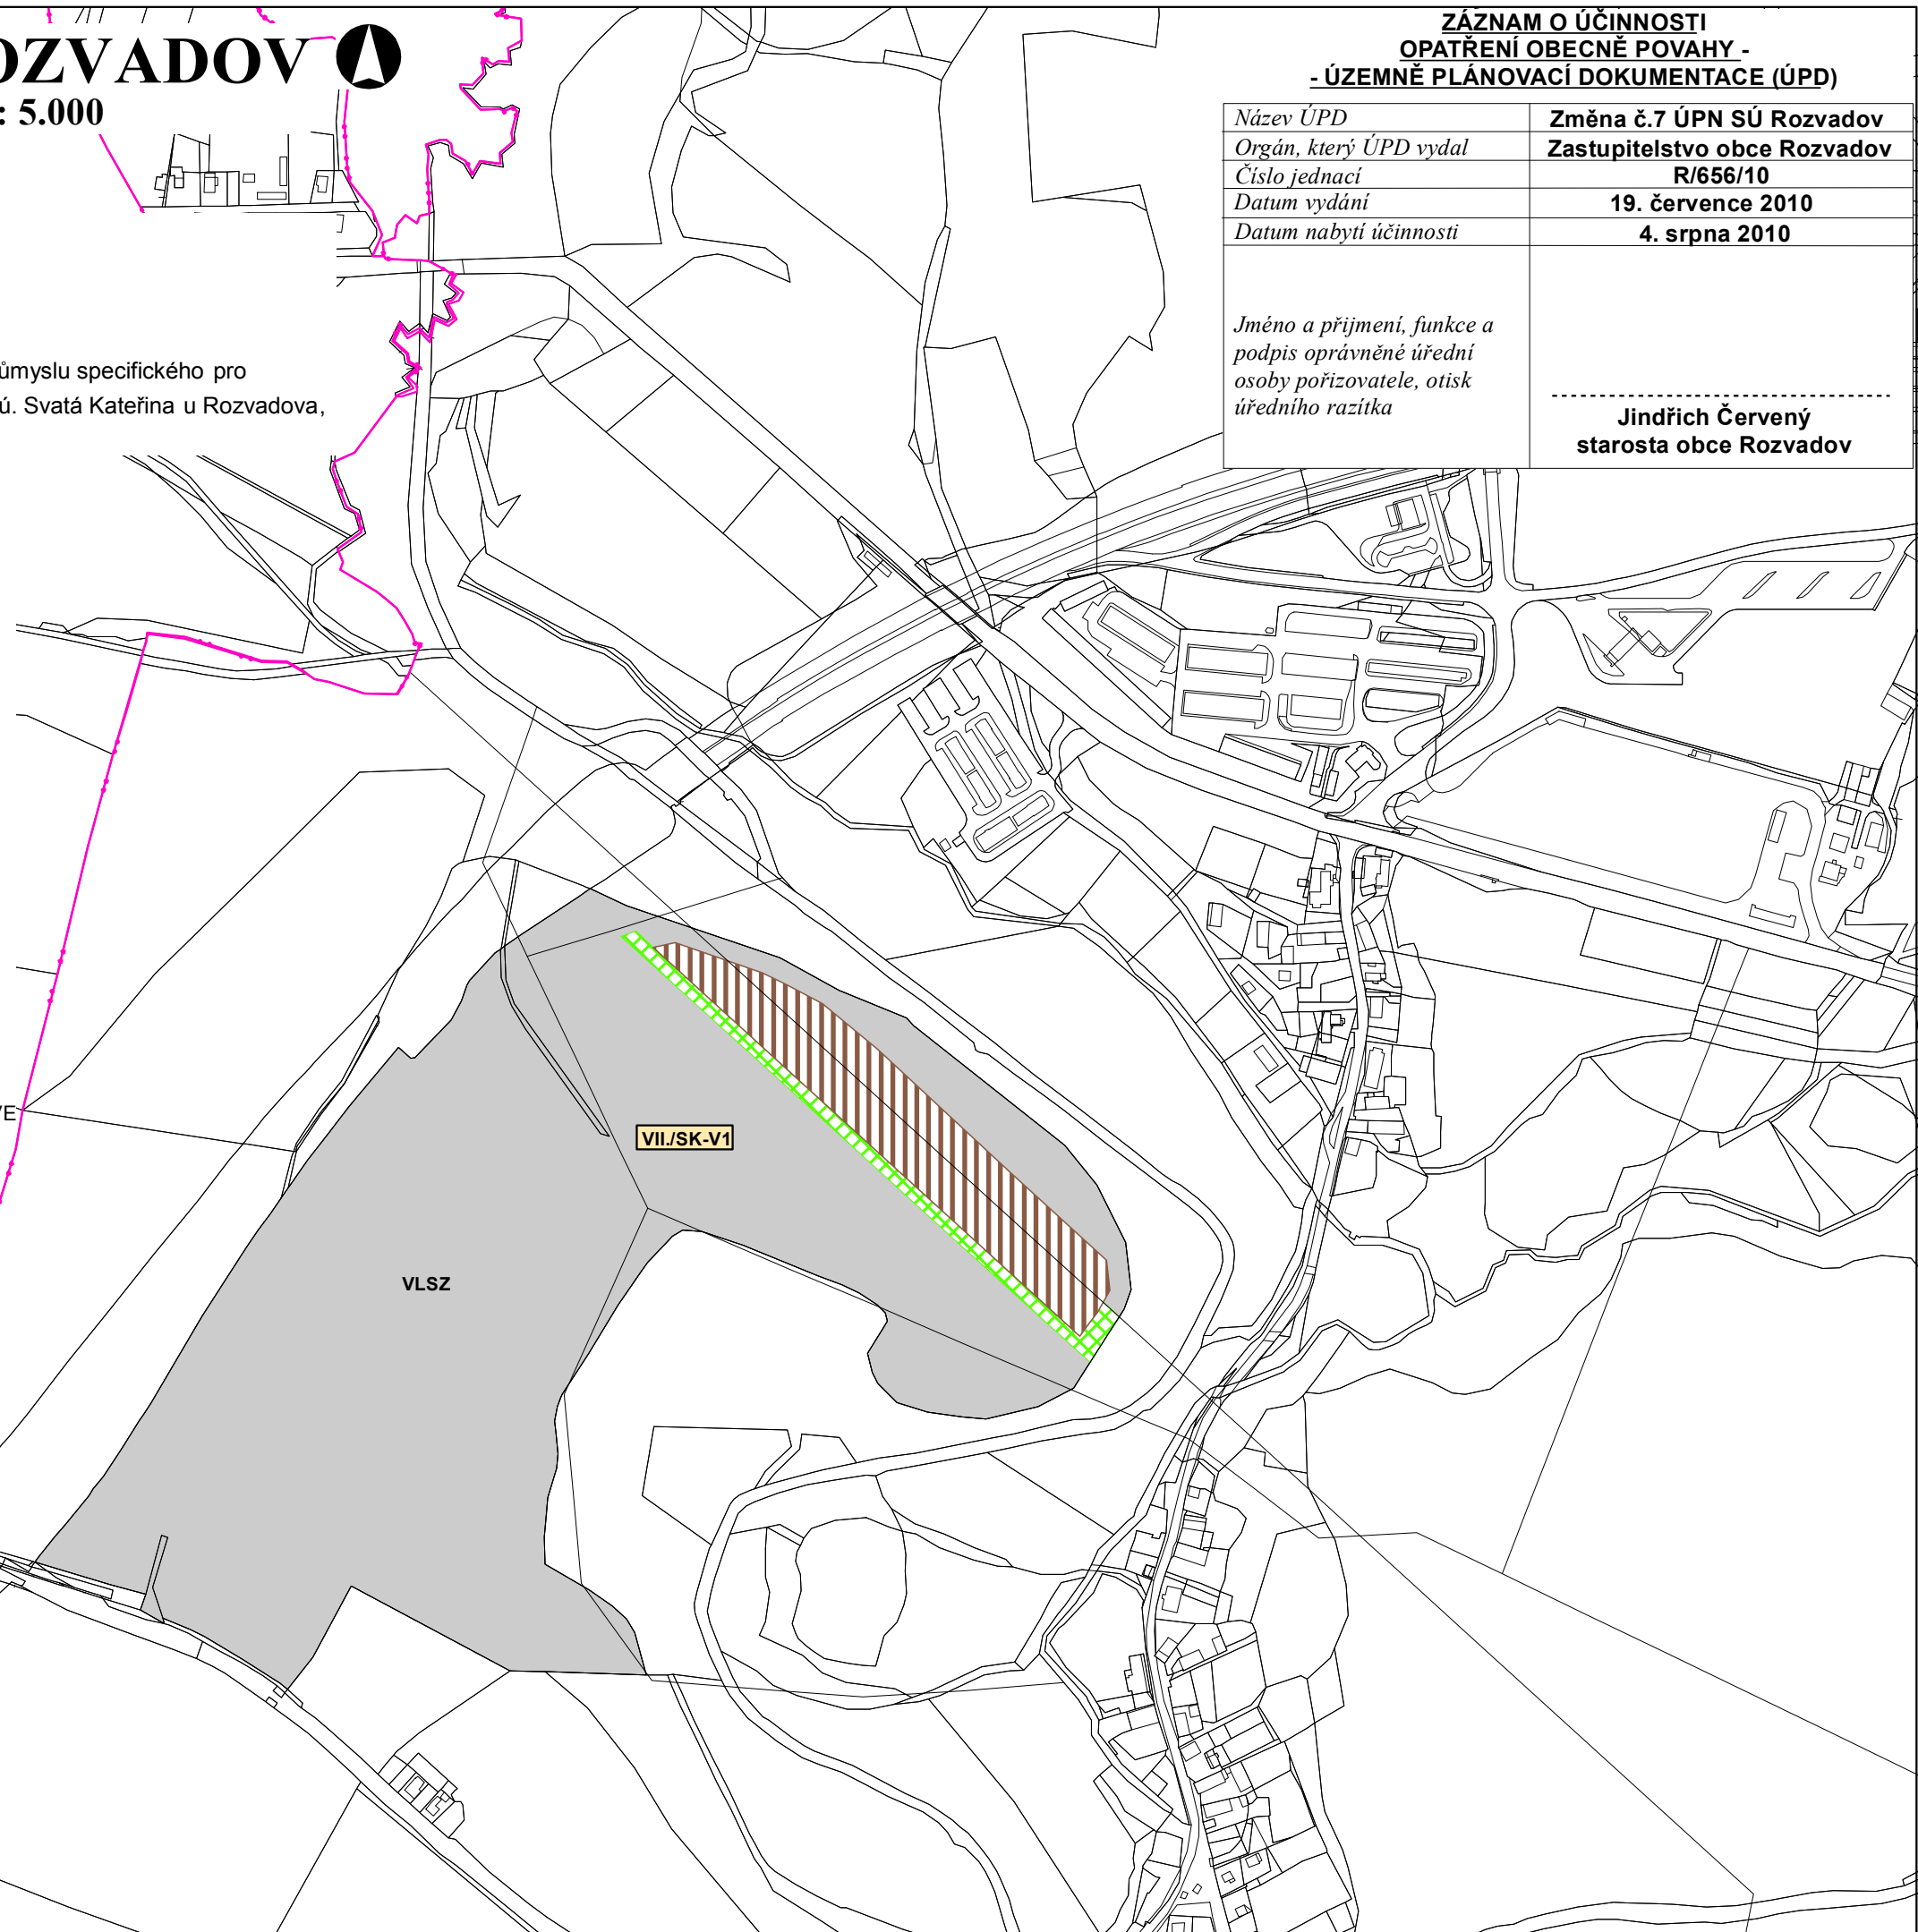 OZVADOV
: 5.000
ůmyslu specifického pro
ú. Svatá Kateřina u Rozvadova,
ZÁZNAM O ÚČINNOSTI
OPATŘENÍ OBECNĚ POVAHY -
- ÚZEMNĚ PLÁNOVACÍ DOKUMENTACE (ÚPD)
Název ÚPD Změna č.7 ÚPN SÚ Rozvadov
Orgán, který ÚPD vydal Zastupitelstvo obce Rozvadov
Číslo jednací R/656/10
Datum vydání 19. července 2010
Datum nabytí účinnosti 4. srpna 2010
Jméno a přijmení, funkce a
podpis oprávněné úřední
osoby pořizovatele, otisk
úředního razítka
Jindřich Červený
starosta obce Rozvadov
VE
VII./SK-V1
VLSZ